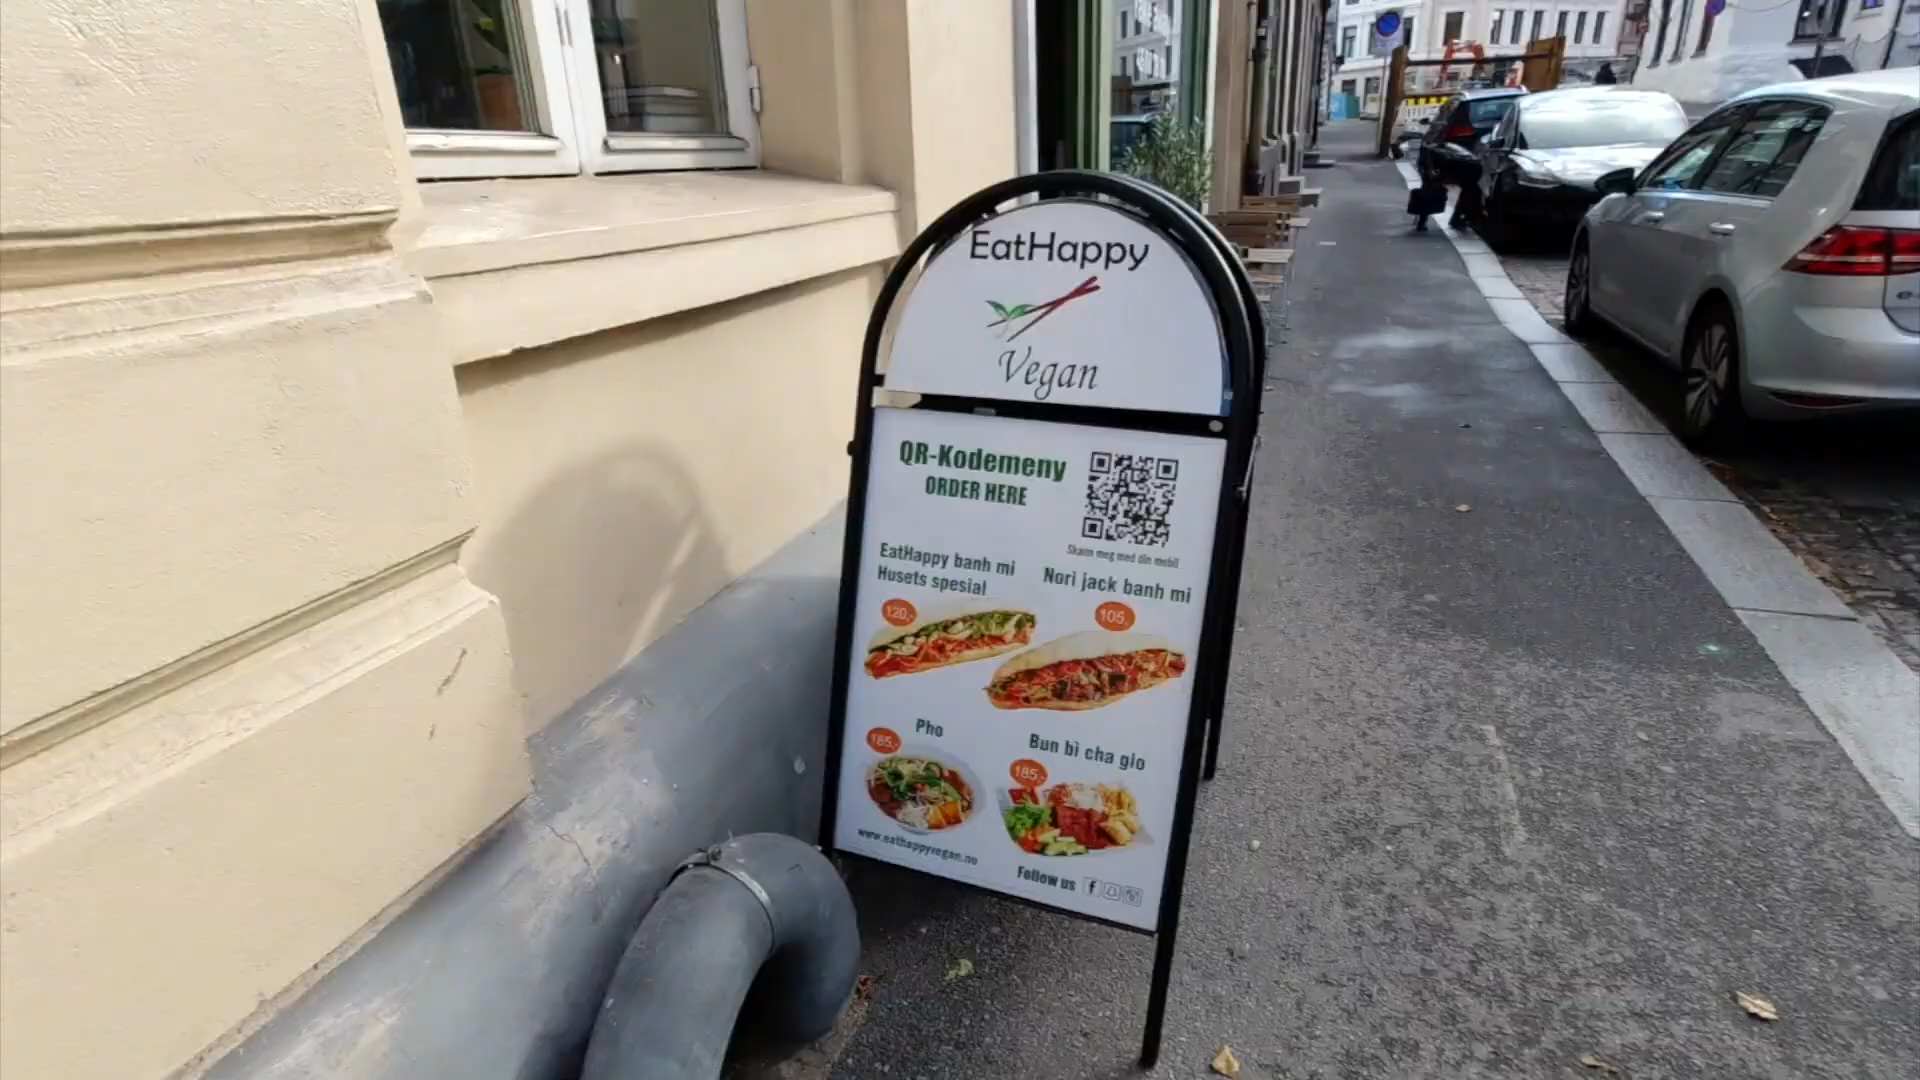 EatHappy
Vegan
QR-Kodemeny
ORDER HERE
Skann meg med din mobil
EatHappy banh mi
Husets spesial
120,-
Nori jack banh mi
105,-
Pho
185,-
Bun bì cha gio
185,-
www.eathappyvegan.no
Follow us